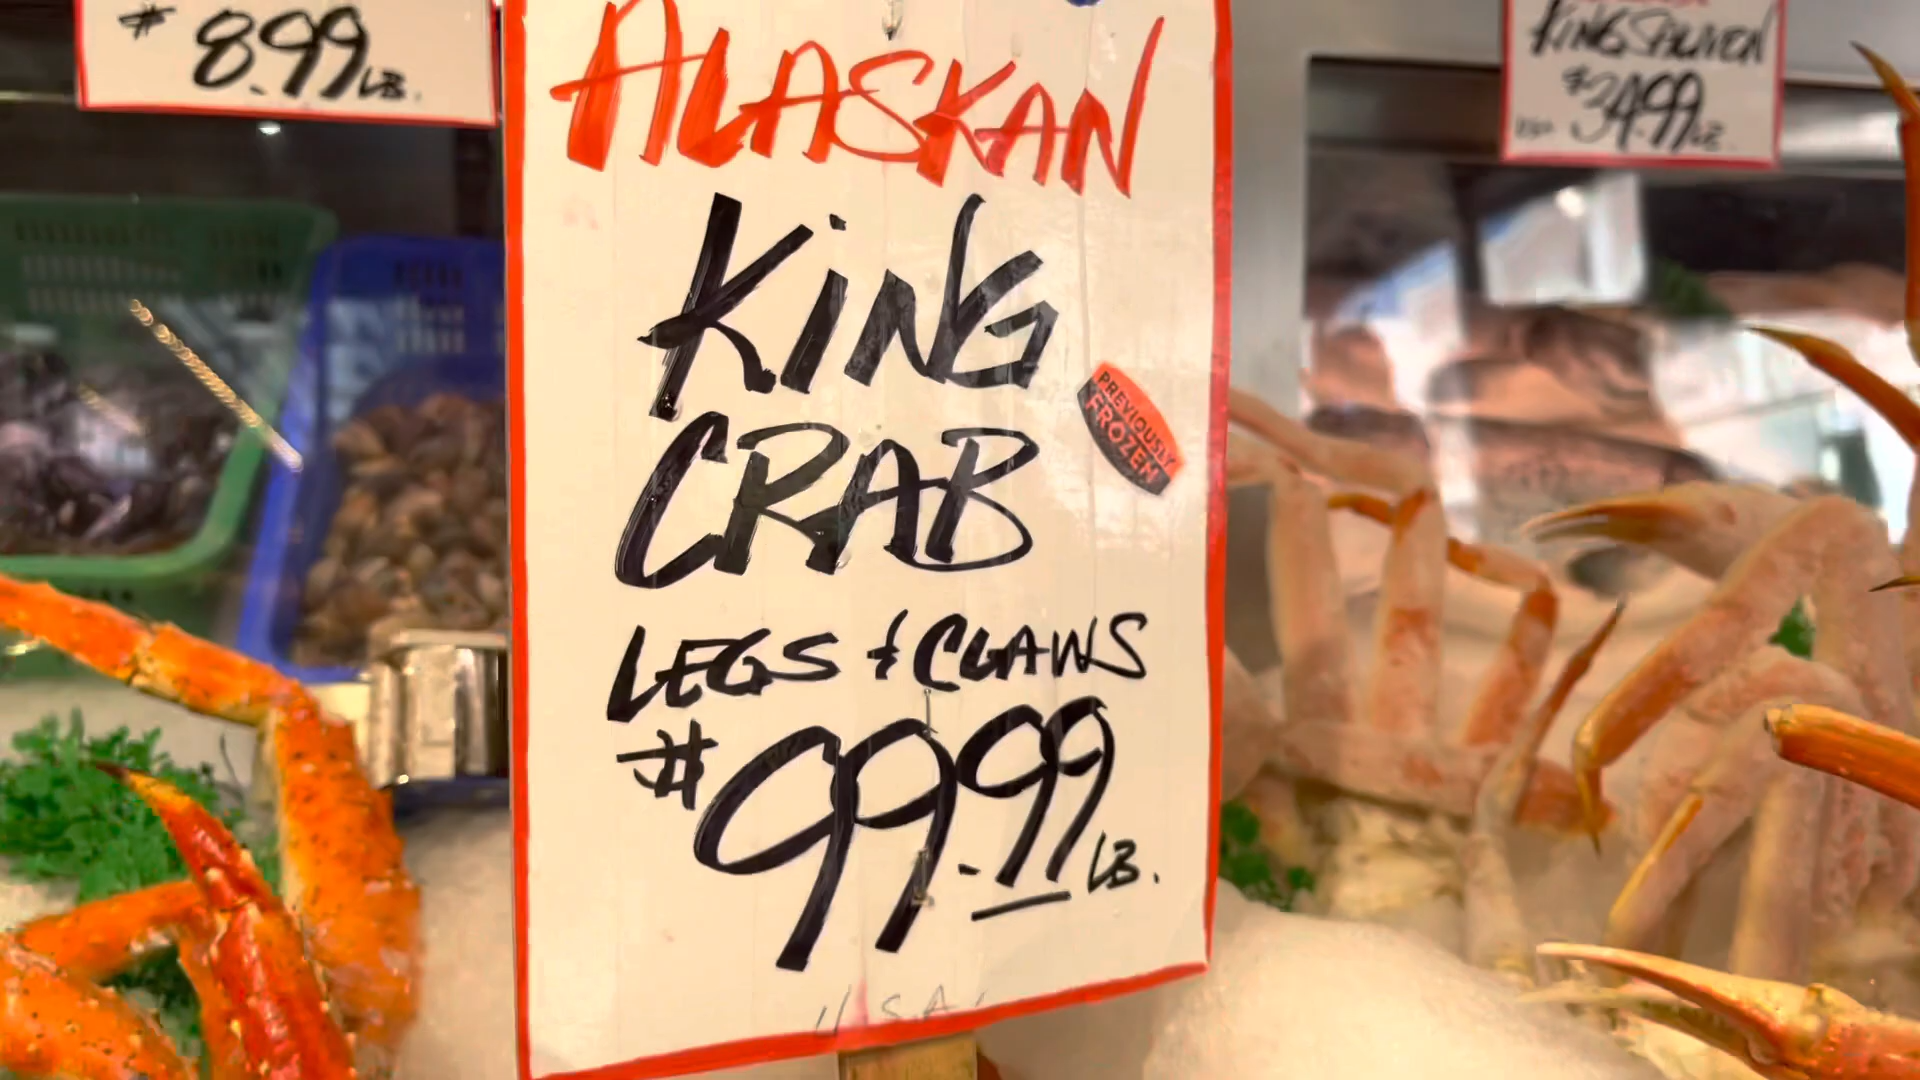 $8.99 LB.
ALASKAN
KiNG
CRAB
PREVIOUSLY
FROZEN
LEGS & CLAWS
$99.99 LB.
U.S.A.
KING SALMON
$34.99 LB.